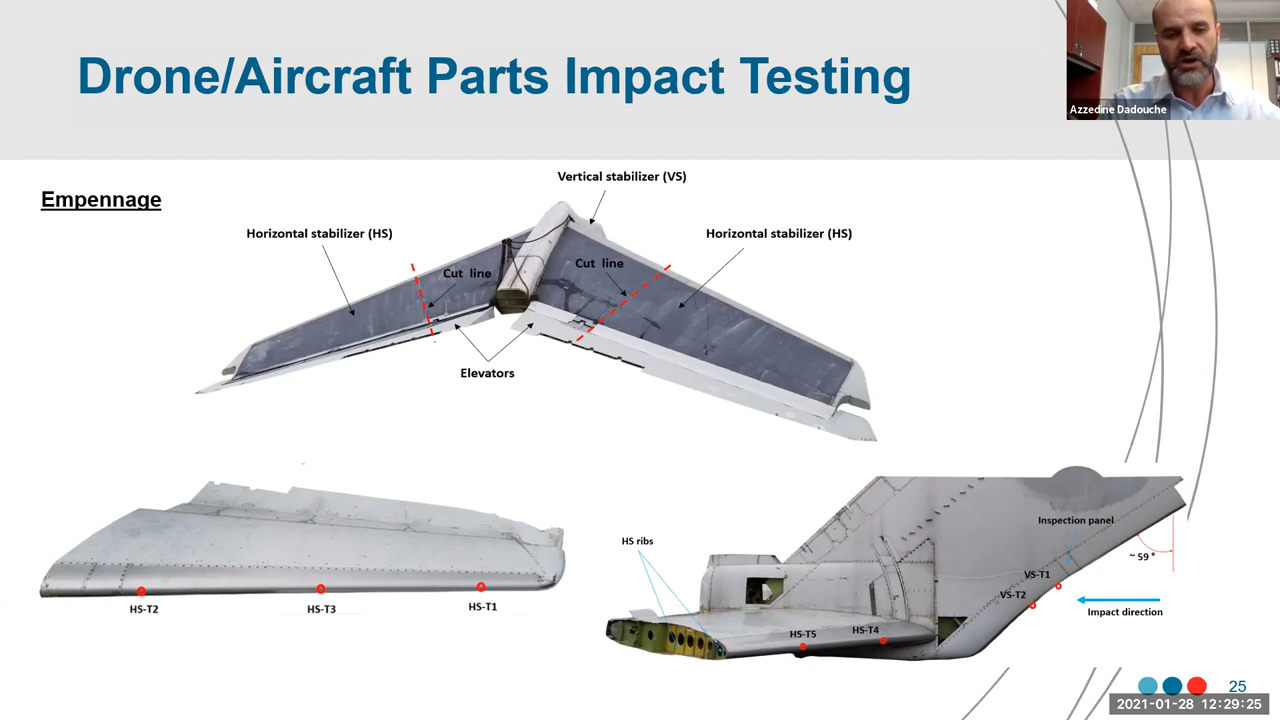 Drone/Aircraft Parts Impact Testing
Azzedine Dadouche
Empennage
Vertical stabilizer (VS)
Horizontal stabilizer (HS)
Horizontal stabilizer (HS)
Cut line
Cut line
Elevators
HS-T2
HS-T3
HS-T1
HS ribs
HS-T5
HS-T4
Inspection panel
~ 59 °
VS-T1
VS-T2
Impact direction
25
2021-01-28 12:29:25